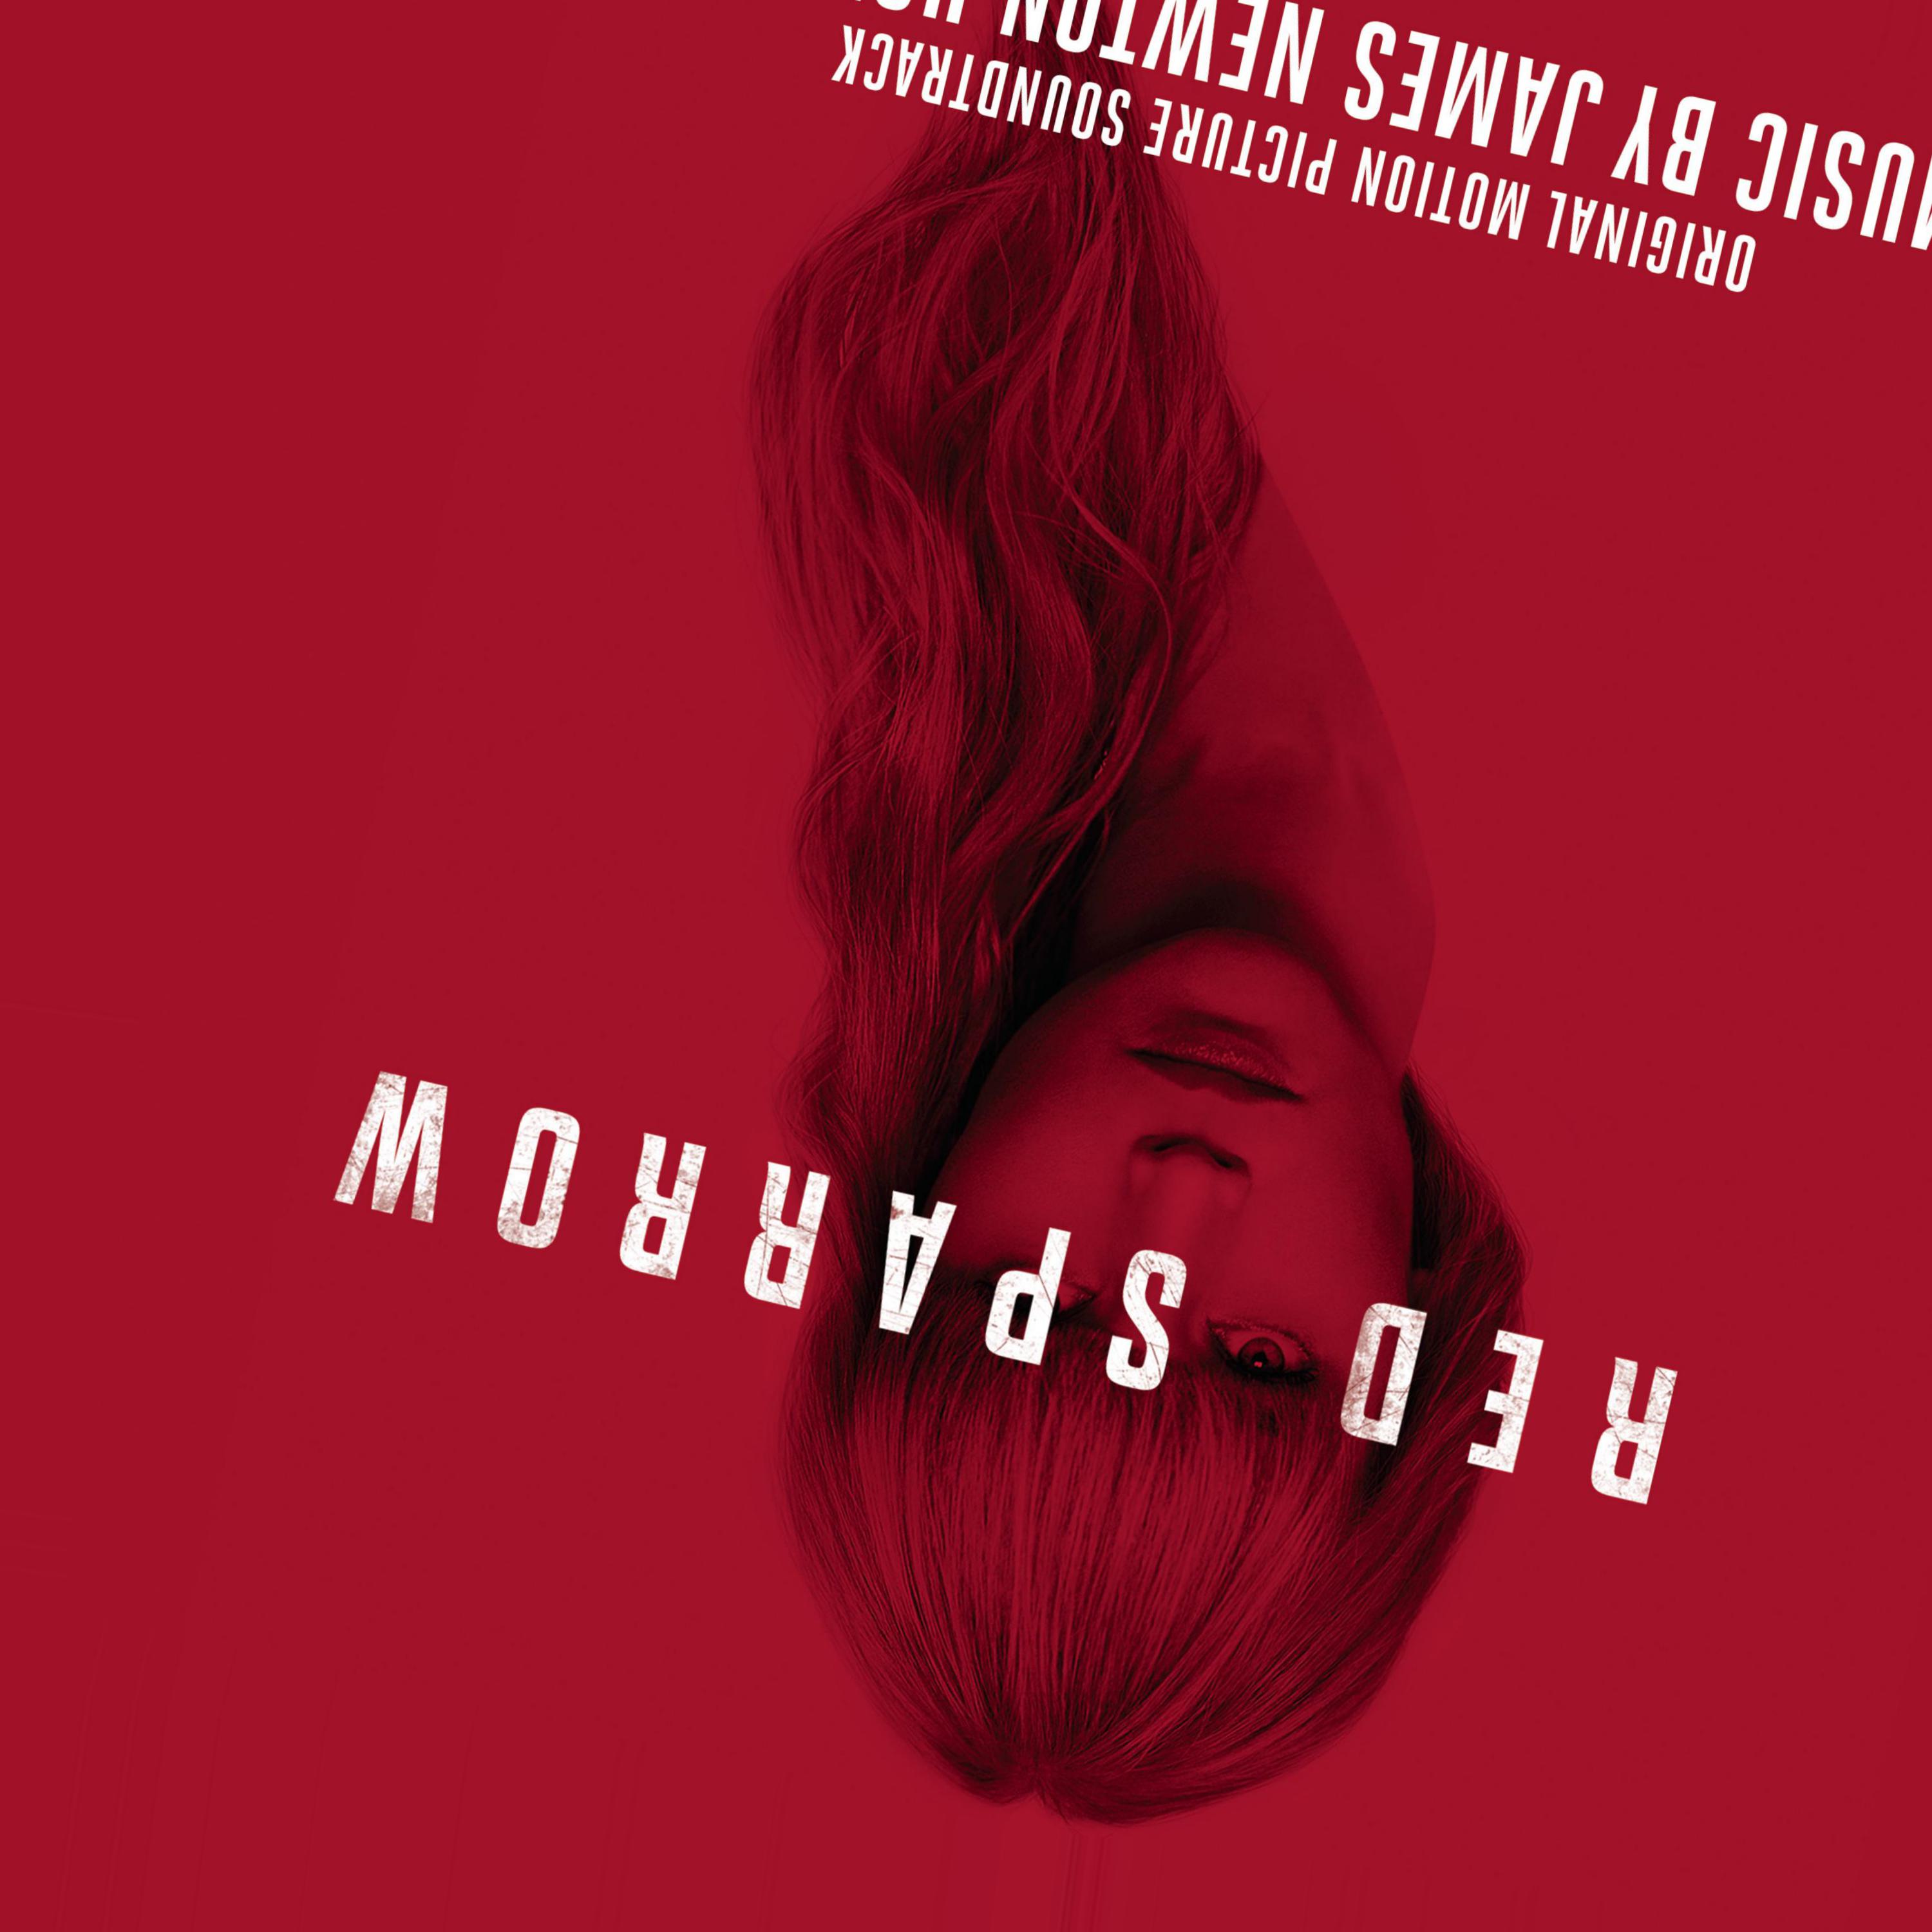 RED SPARROW
ORIGINAL MOTION PICTURE SOUNDTRACK
MUSIC BY JAMES NEWTON